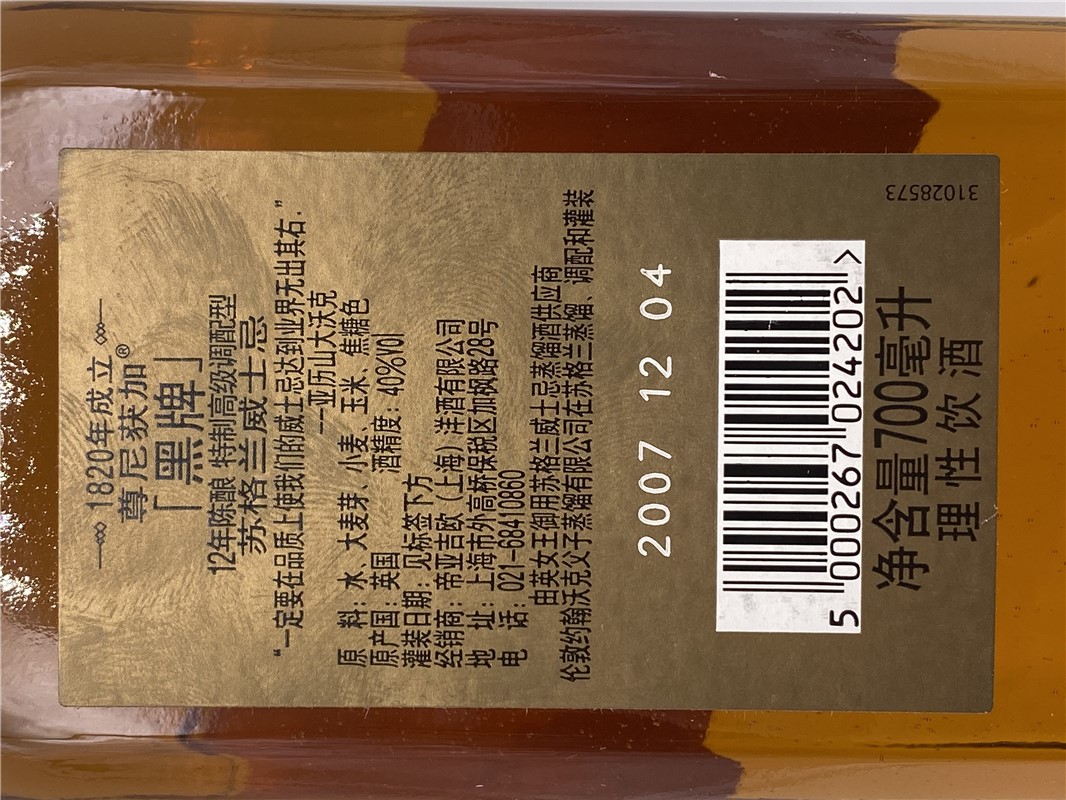 1820年成立
尊尼获加®
「黑牌」
12年陈酿 特制高级调配型
苏格兰威士忌
“一定要在品质上使我们的威士忌达到业界无出其右.”
—亚历山大沃克
原 料：水、大麦芽、小麦、玉米、焦糖色
原产国：英国 酒精度：40%vol
灌装日期：见标签下方
经销商：帝亚吉欧（上海）洋酒有限公司
地 址：上海市外高桥保税区加枫路28号
电 话：021-68410860
由英女王御用苏格兰威士忌蒸馏酒供应商
伦敦约翰沃克父子蒸馏有限公司在苏格兰蒸馏、调配和灌装
2007 12 04
5 000267 024202 >
净含量700毫升
理性饮酒
31028573